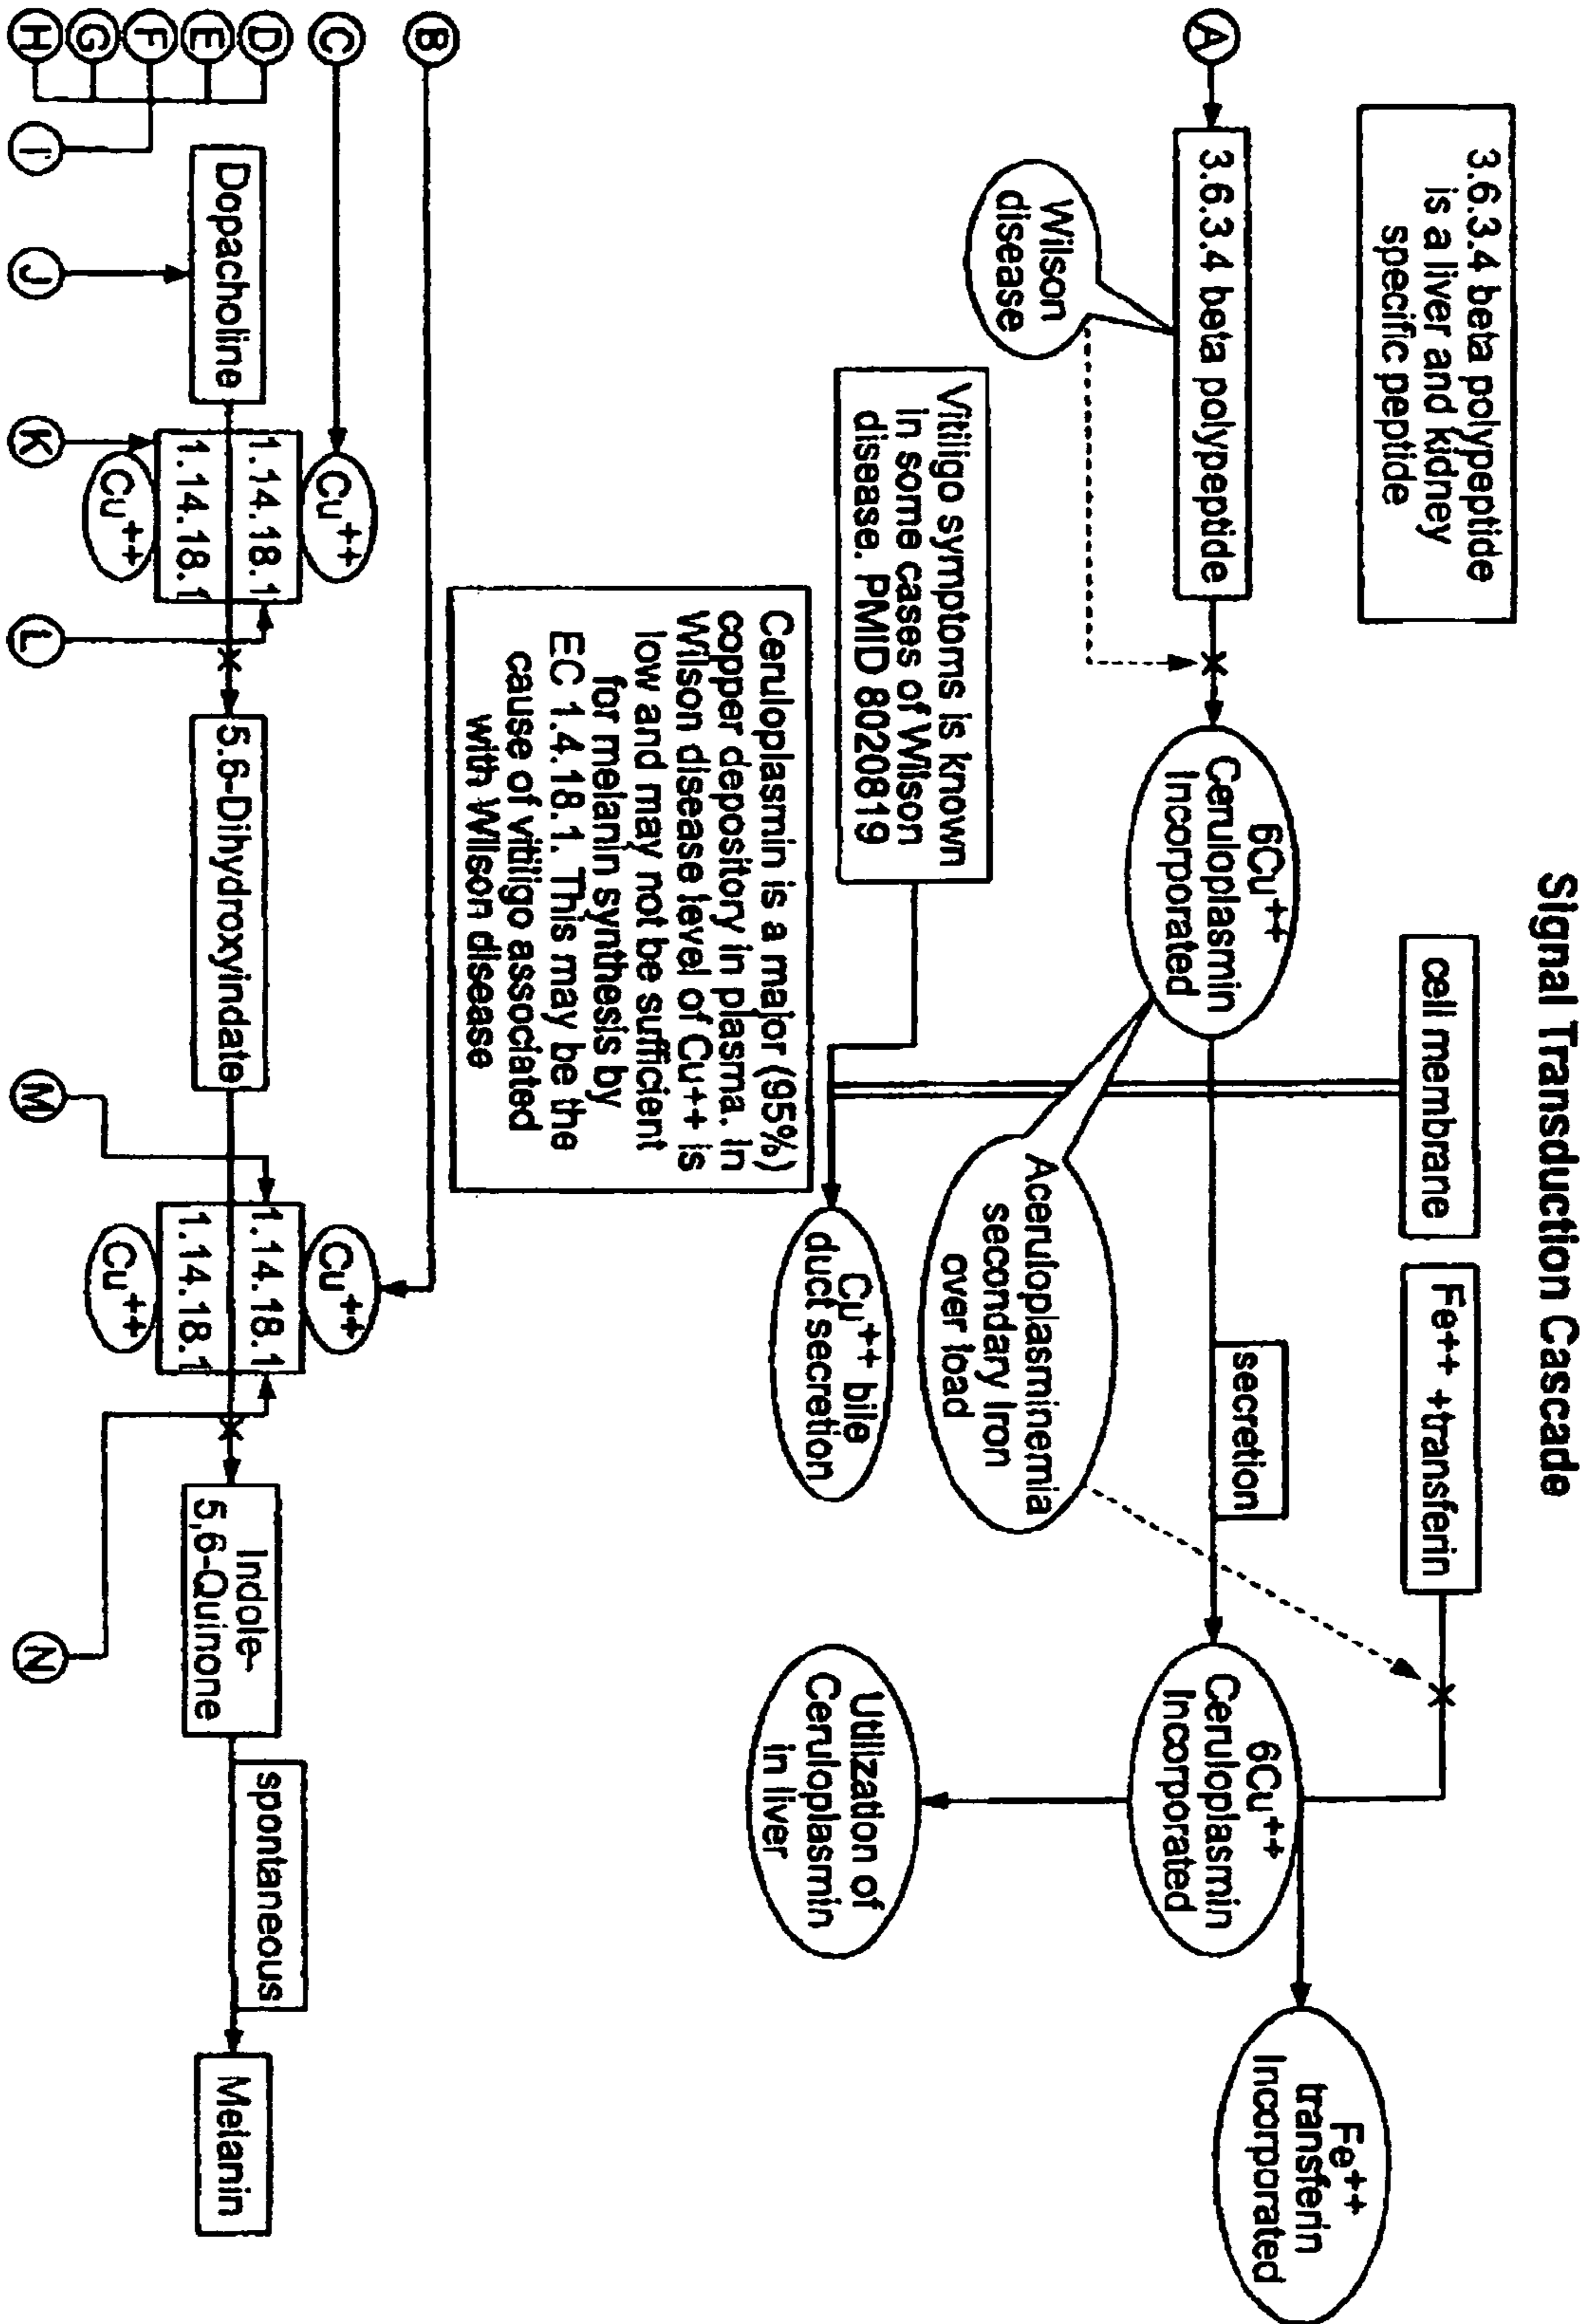 Signal Transduction Cascade
3.6.3.4 beta polypeptide
is a liver and kidney
specific peptide
cell membrane
Fe++ +transferin
A
3.6.3.4 beta polypeptide
Wilson
disease
6Cu++
Ceruloplasmin
Incorporated
secretion
6Cu++
Ceruloplasmin
Incorporated
Fe++
transferin
Incorporated
Aceruloplasminemia
secondary Iron
over load
Vitiligo symptoms is known
in some cases of Wilson
disease. PMID 8020819
Cu++ bile
duct secretion
Utilization of
Ceruloplasmin
in liver
Ceruloplasmin is a major (95%)
copper depository in plasma. In
Wilson disease level of Cu++ is
low and may not be sufficient
for melanin synthesis by
EC 1.4.18.1. This may be the
cause of vitiligo associated
with Wilson disease
B
C
D
E
F
G
H
I
Dopacholine
Cu++
1.14.18.1
1.14.18.1
Cu++
5.6-Dihydroxyindate
Cu++
1.14.18.1
1.14.18.1
Cu++
Indole-
5,6-Quinone
spontaneous
Melanin
J
K
L
M
N